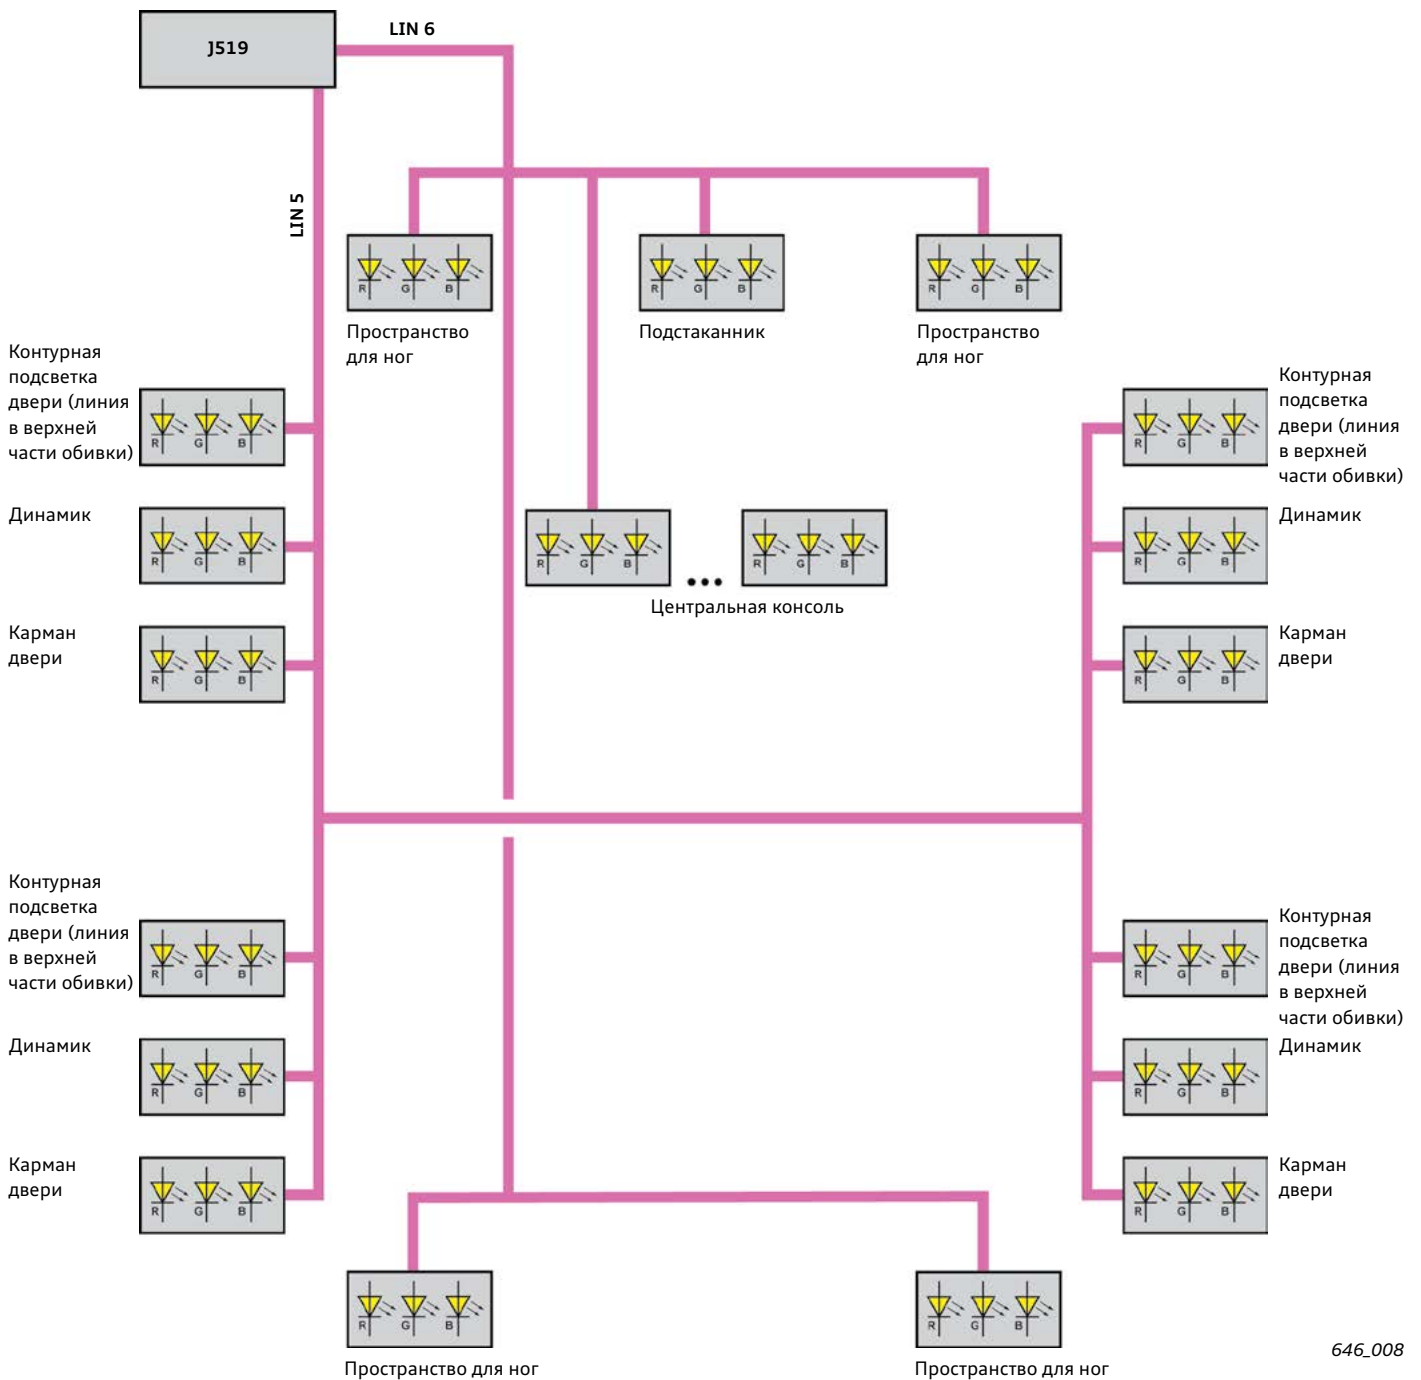 J519
LIN 6
LIN 5
R G B
R G B
R G B
Пространство
для ног
Подстаканник
Пространство
для ног
Контурная
подсветка
двери (линия
в верхней
части обивки)
R G B
R G B
Контурная
подсветка
двери (линия
в верхней
части обивки)
Динамик
R G B
R G B
R G B
R G B
Динамик
Центральная консоль
Карман
двери
R G B
R G B
Карман
двери
Контурная
подсветка
двери (линия
в верхней
части обивки)
R G B
R G B
Контурная
подсветка
двери (линия
в верхней
части обивки)
Динамик
R G B
R G B
Динамик
Карман
двери
R G B
R G B
Карман
двери
R G B
R G B
Пространство для ног
Пространство для ног
646_008